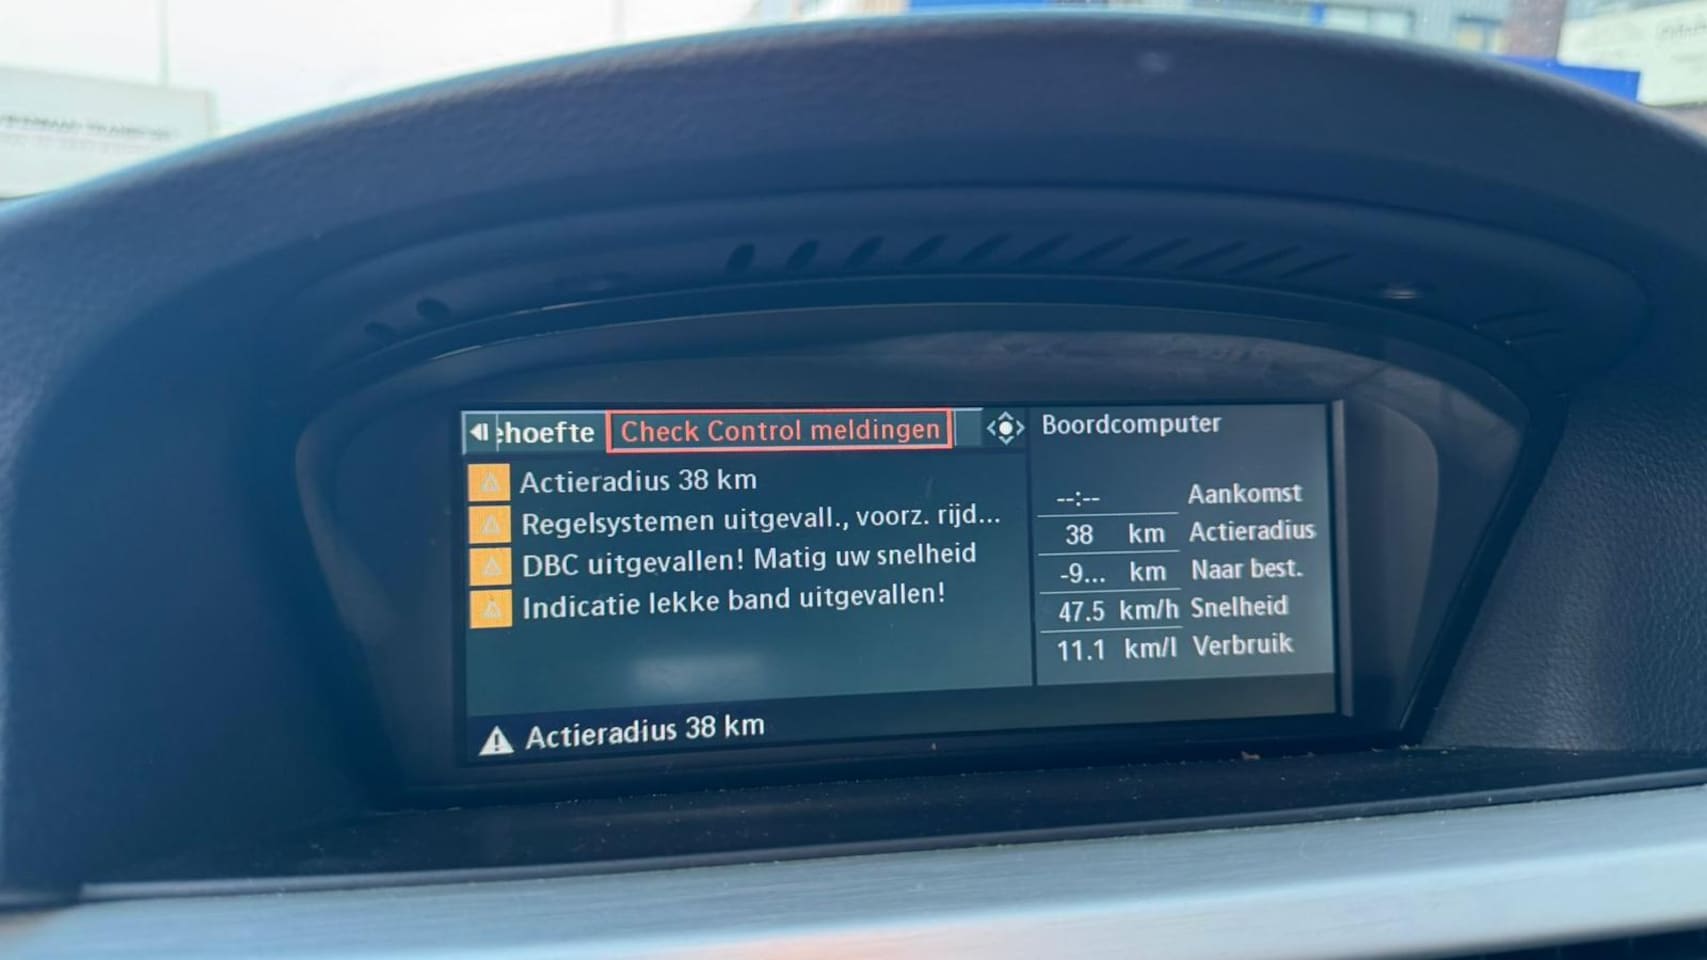 ehoefte Check Control meldingen
Actieradius 38 km
Regelsystemen uitgevall., voorz. rijd...
DBC uitgevallen! Matig uw snelheid
Indicatie lekke band uitgevallen!
Actieradius 38 km
Boordcomputer
--:-- Aankomst
38 km Actieradius
-9... km Naar best.
47.5 km/h Snelheid
11.1 km/l Verbruik